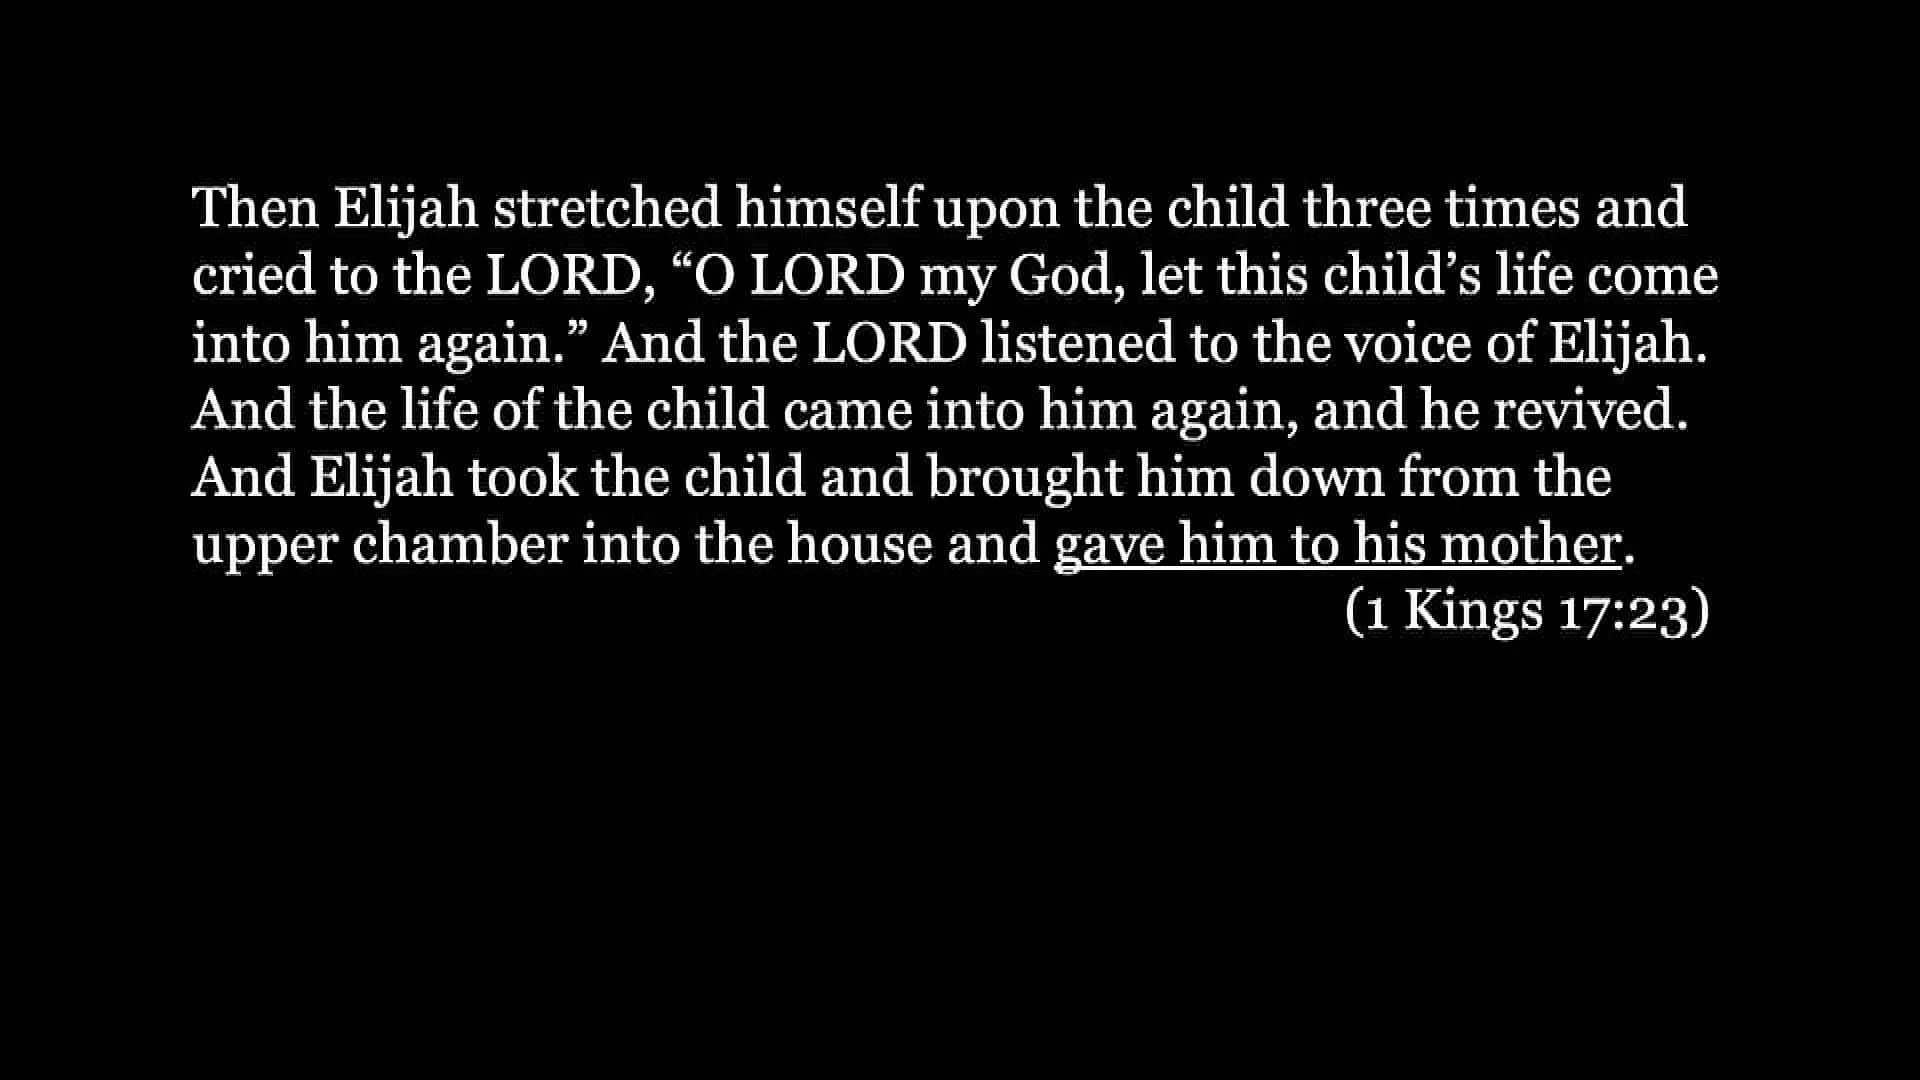 Then Elijah stretched himself upon the child three times and
cried to the LORD, “O LORD my God, let this child’s life come
into him again.” And the LORD listened to the voice of Elijah.
And the life of the child came into him again, and he revived.
And Elijah took the child and brought him down from the
upper chamber into the house and gave him to his mother.
(1 Kings 17:23)